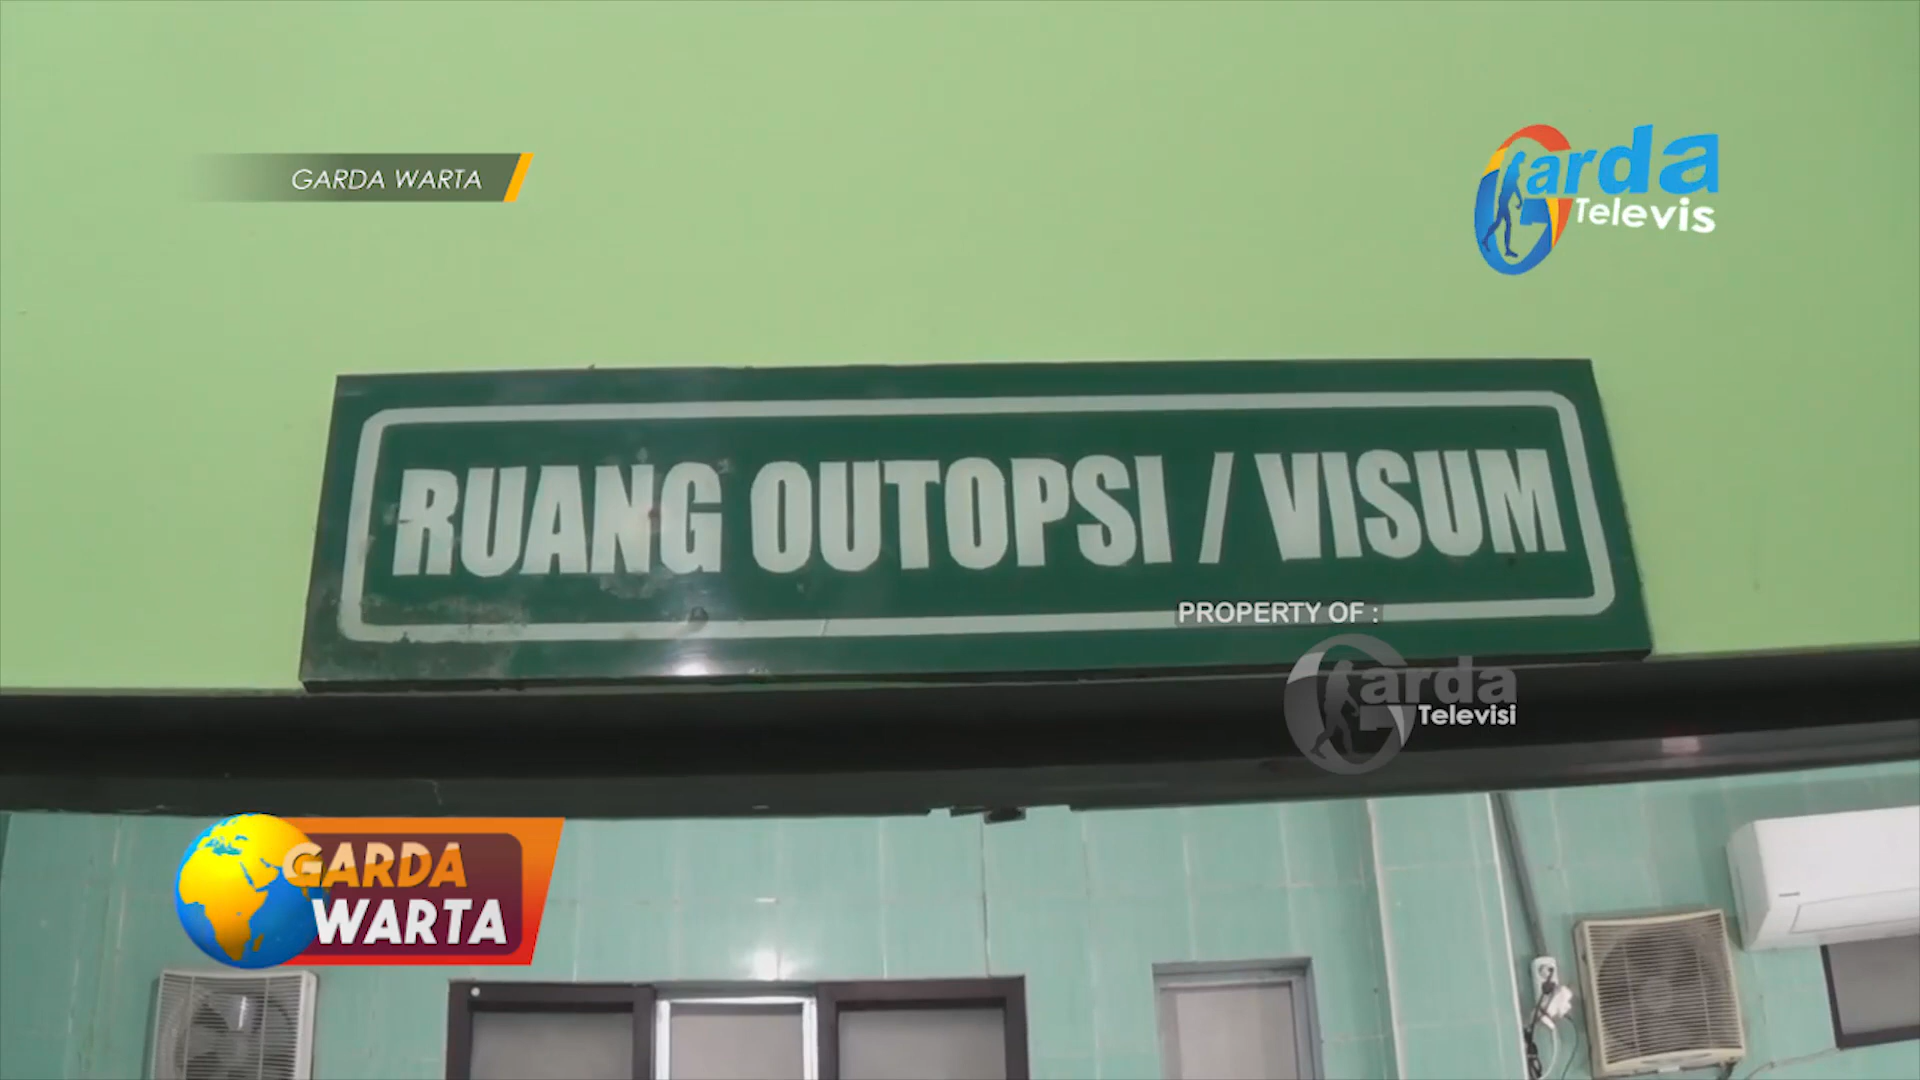 GARDA WARTA
Garda
Televis
RUANG OUTOPSI / VISUM
PROPERTY OF :
Garda
Televisi
GARDA
WARTA